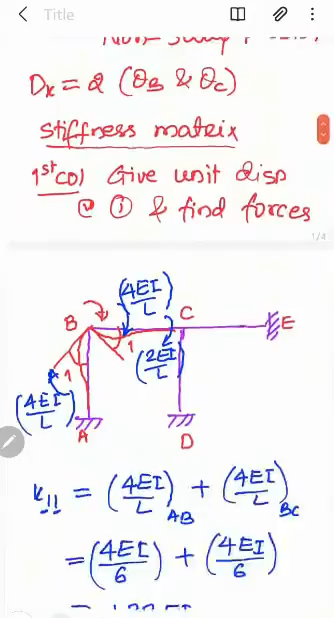 Title
Dk = 2 (θB & θC)
Stiffness matrix
1st col Give unit disp
@ ① & find forces
1/4
(4EI/L)
B
C
E
1
1
(2EI/L)
(4EI/L)
A
D
K11 = (4EI/L)AB + (4EI/L)BC
= (4EI/6) + (4EI/6)